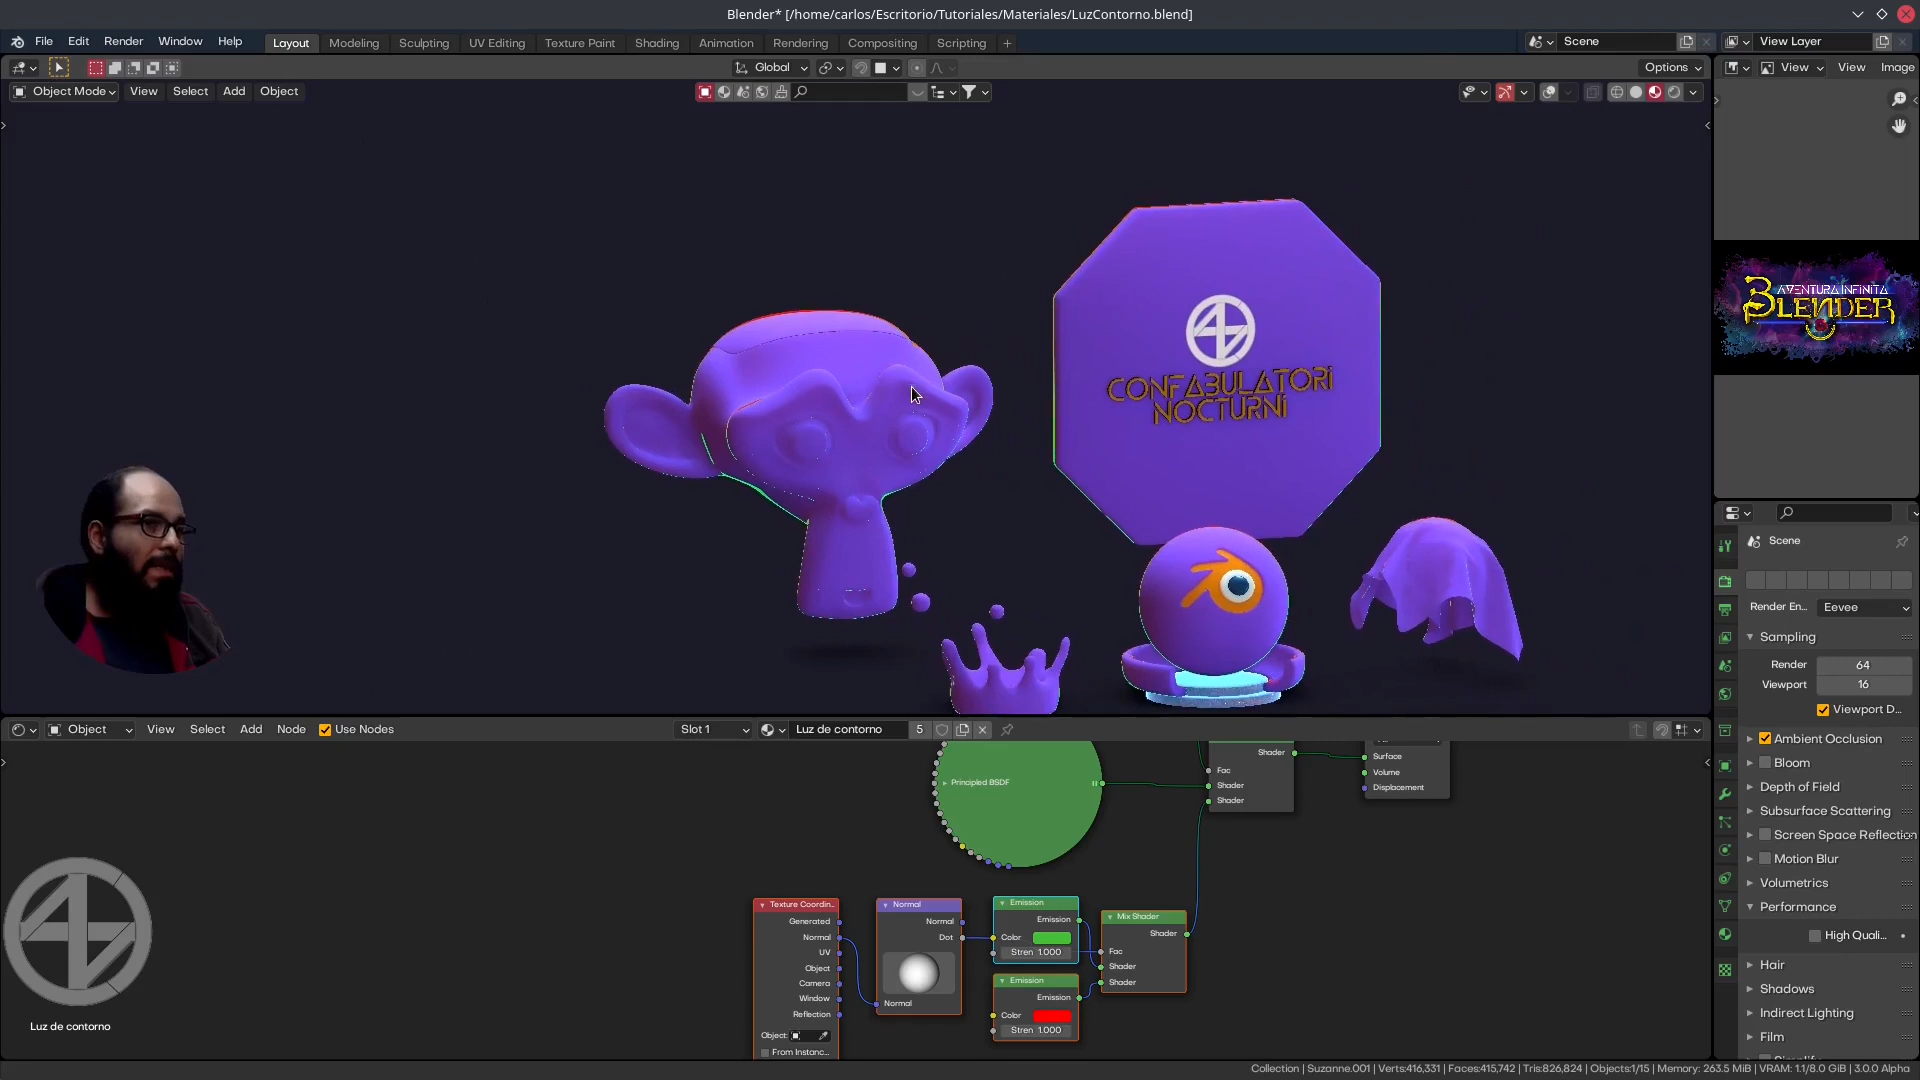 Blender* [/home/carlos/Escritorio/Tutoriales/Materiales/LuzContorno.blend]
File Edit Render Window Help Layout Modeling Sculpting UV Editing Texture Paint Shading Animation Rendering Compositing Scripting + Scene View Layer
Global Options View View Image
Object Mode View Select Add Object
CONFABULATORI
NOCTURNI
AVENTURA INFINITA
BLENDER
Scene
Render En... Eevee
Sampling
Render 64
Viewport 16
Viewport D...
Ambient Occlusion
Bloom
Depth of Field
Subsurface Scattering
Screen Space Reflection
Motion Blur
Volumetrics
Performance
High Quali...
Hair
Shadows
Indirect Lighting
Film
Object View Select Add Node Use Nodes Slot 1 Luz de contorno 5
Principled BSDF
Shader
Fac
Shader
Shader
Surface
Volume
Displacement
Texture Coordin..
Generated
Normal
UV
Object
Camera
Window
Reflection
Object:
From Instanc...
Normal
Normal
Dot
Normal
Emission
Emission
Color
Stren 1.000
Emission
Emission
Color
Stren 1.000
Mix Shader
Shader
Fac
Shader
Shader
Luz de contorno
Collection | Suzanne.001 | Verts:416,331 | Faces:415,742 | Tris:826,824 | Objects:1/15 | Memory: 263.5 MiB | VRAM: 1.1/8.0 GiB | 3.0.0 Alpha